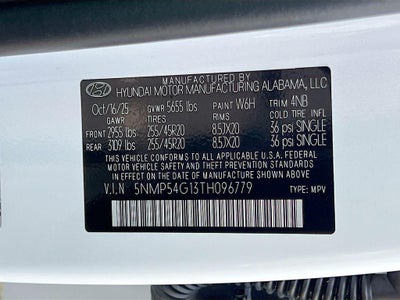 MANUFACTURED BY
HYUNDAI MOTOR MANUFACTURING ALABAMA, LLC
Oct/16/25 GVWR 5655 lbs PAINT W6H TRIM 4NB
GAWR TIRE RIMS COLD TIRE INFL
FRONT 2955 lbs 255/45R20 8.5JX20 36 psi SINGLE
REAR 3109 lbs 255/45R20 8.5JX20 36 psi SINGLE
THIS VEHICLE CONFORMS TO ALL APPLICABLE
FEDERAL MOTOR VEHICLE SAFETY AND THEFT
PREVENTION STANDARDS IN EFFECT ON THE DATE OF
MANUFACTURE SHOWN ABOVE.
V.I.N 5NMP54G13TH096779 TYPE: MPV